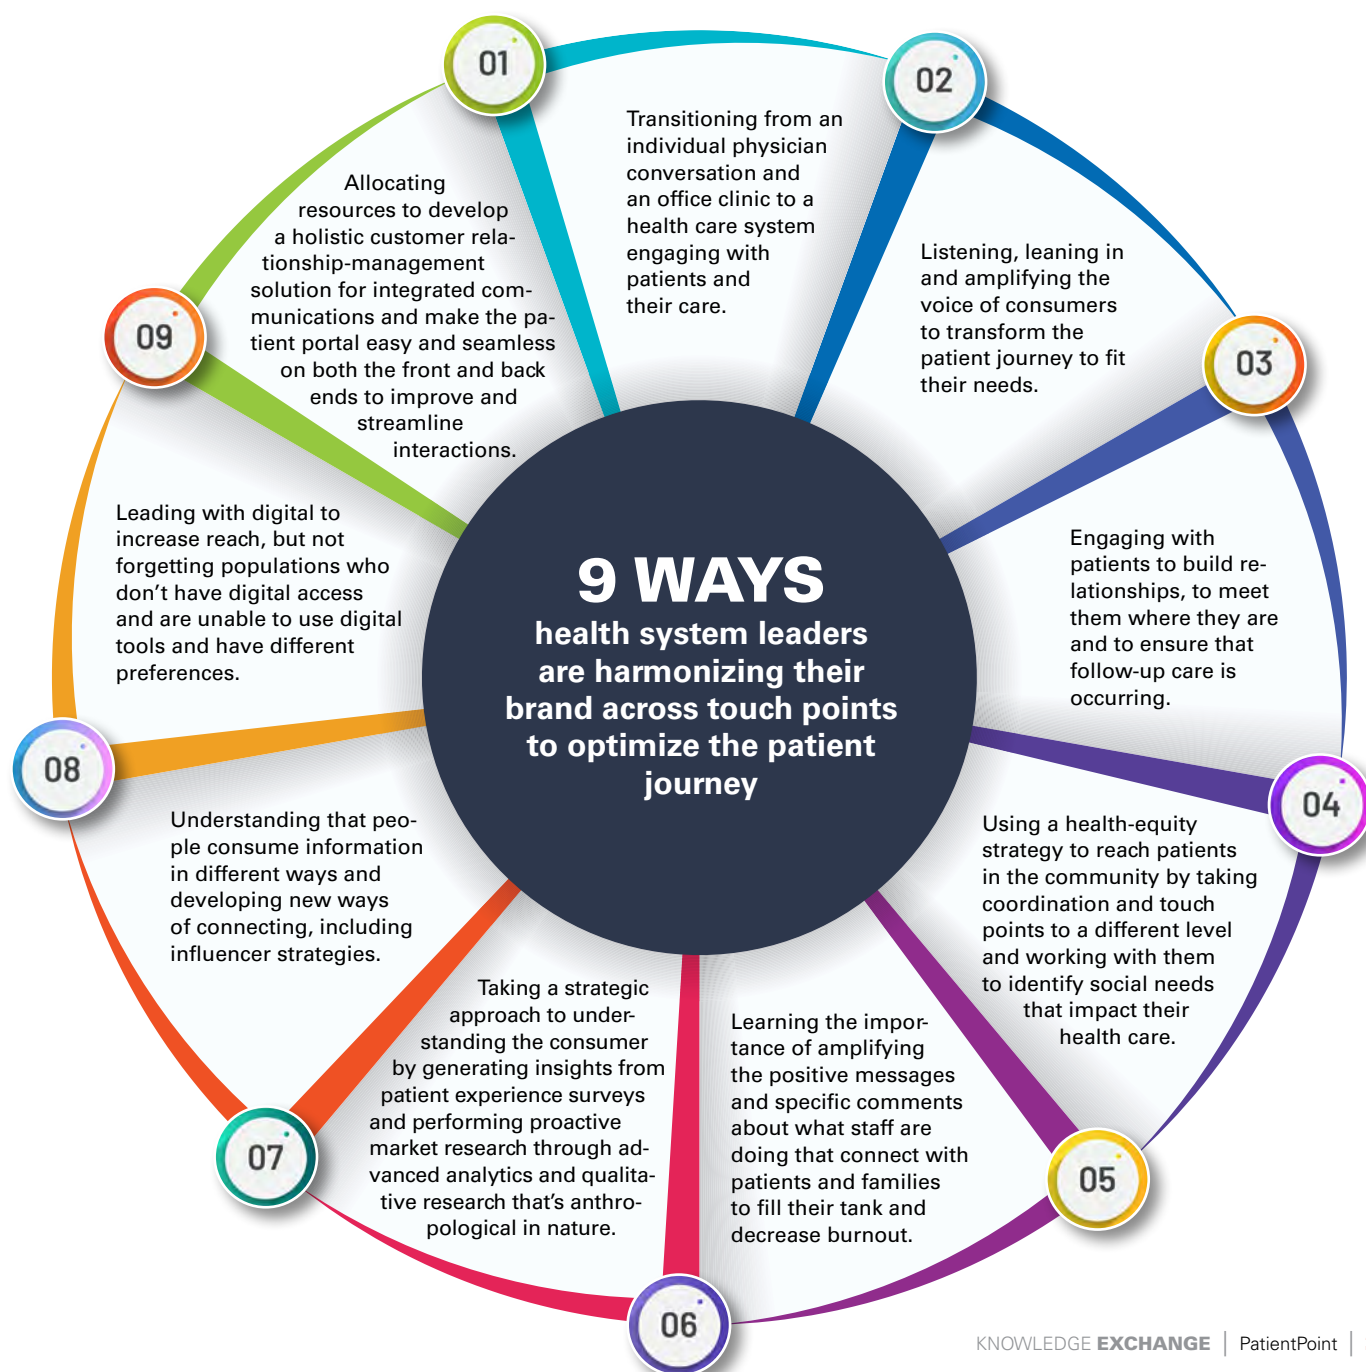 9 WAYS
health system leaders
are harmonizing their
brand across touch points
to optimize the patient
journey
01
Transitioning from an
individual physician
conversation and
an office clinic to a
health care system
engaging with
patients and
their care.
02
Listening, leaning in
and amplifying the
voice of consumers
to transform the
patient journey to fit
their needs.
03
Engaging with
patients to build re-
lationships, to meet
them where they are
and to ensure that
follow-up care is
occurring.
04
Using a health-equity
strategy to reach patients
in the community by taking
coordination and touch
points to a different level
and working with them
to identify social needs
that impact their
health care.
05
Learning the impor-
tance of amplifying
the positive messages
and specific comments
about what staff are
doing that connect with
patients and families
to fill their tank and
decrease burnout.
06
Taking a strategic
approach to under-
standing the consumer
by generating insights from
patient experience surveys
and performing proactive
market research through ad-
vanced analytics and qualita-
tive research that's anthro-
pological in nature.
07
Understanding that peo-
ple consume information
in different ways and
developing new ways
of connecting, including
influencer strategies.
08
Leading with digital to
increase reach, but not
forgetting populations who
don't have digital access
and are unable to use digital
tools and have different
preferences.
09
Allocating
resources to develop
a holistic customer rela-
tionship-management
solution for integrated com-
munications and make the pa-
tient portal easy and seamless
on both the front and back
ends to improve and
streamline
interactions.
KNOWLEDGE EXCHANGE | PatientPoint |